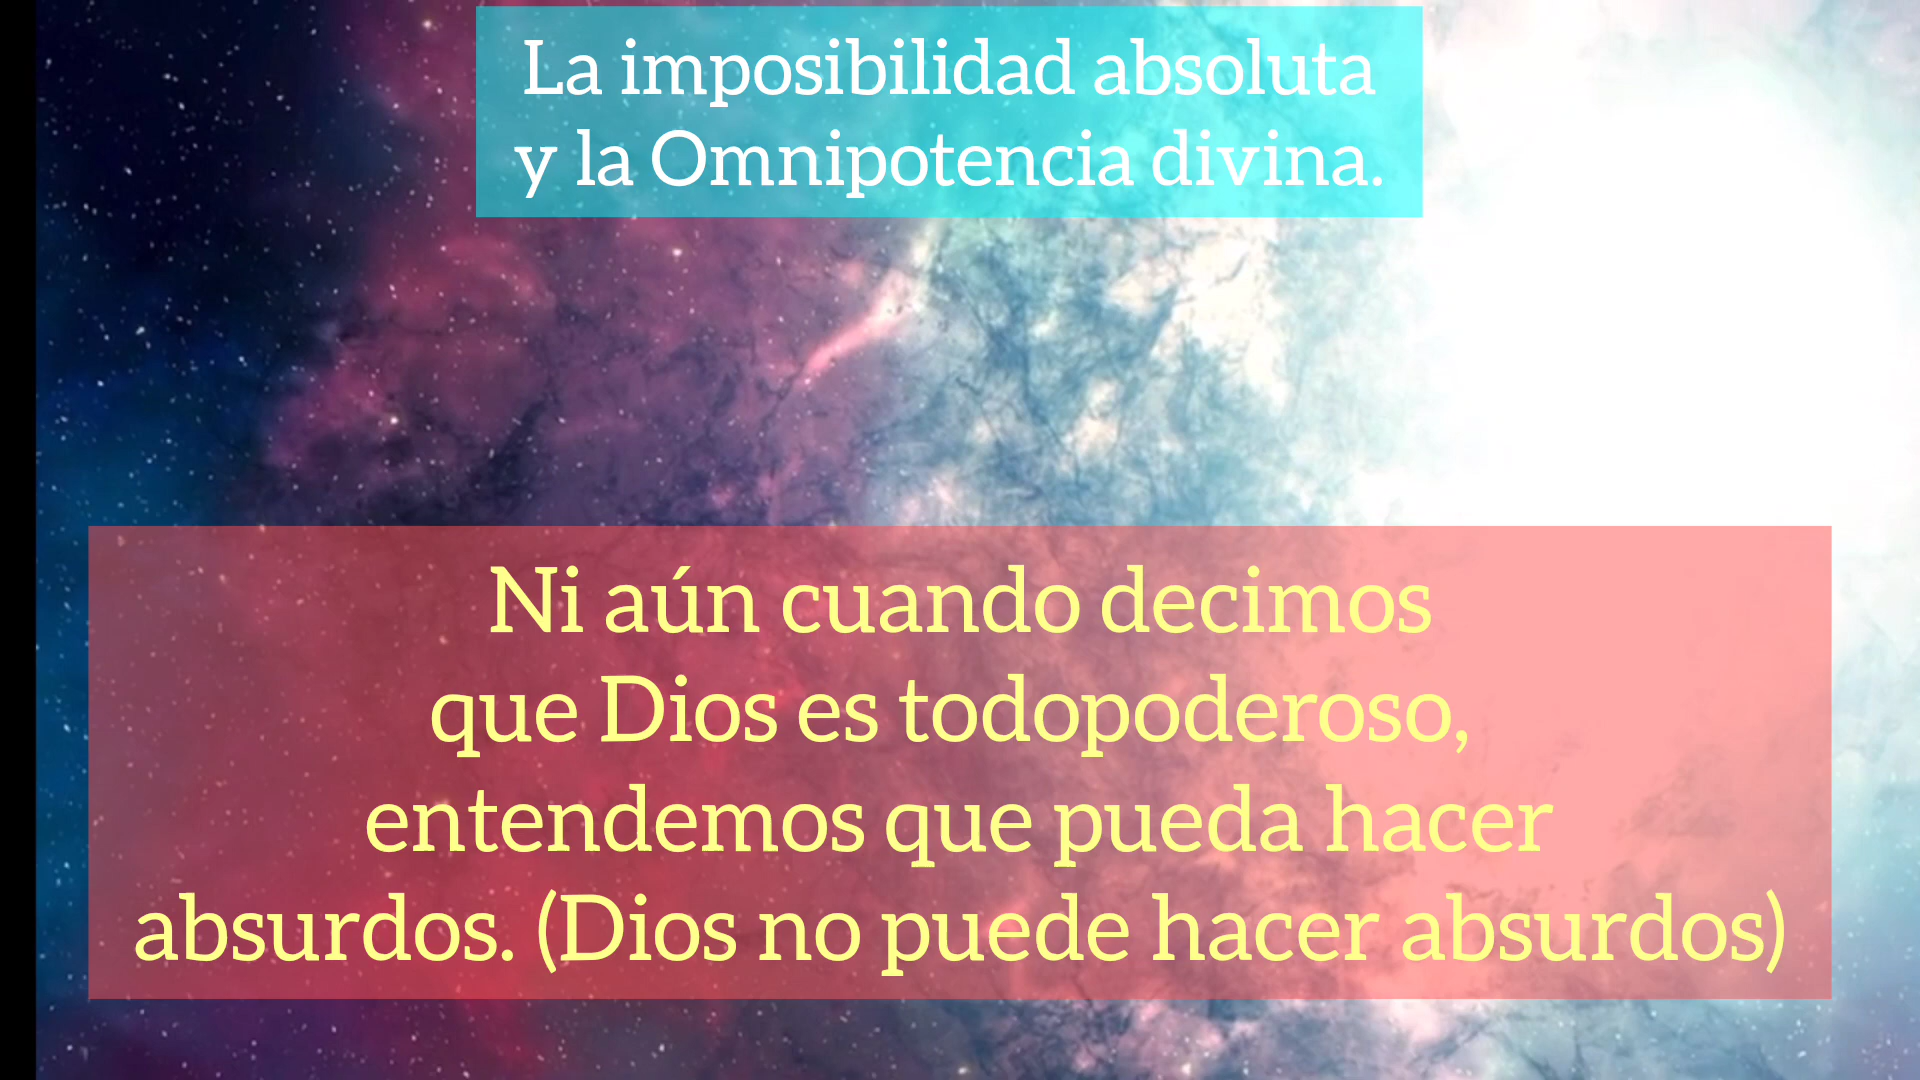 La imposibilidad absoluta
y la Omnipotencia divina.
Ni aún cuando decimos
que Dios es todopoderoso,
entendemos que pueda hacer
absurdos. (Dios no puede hacer absurdos)